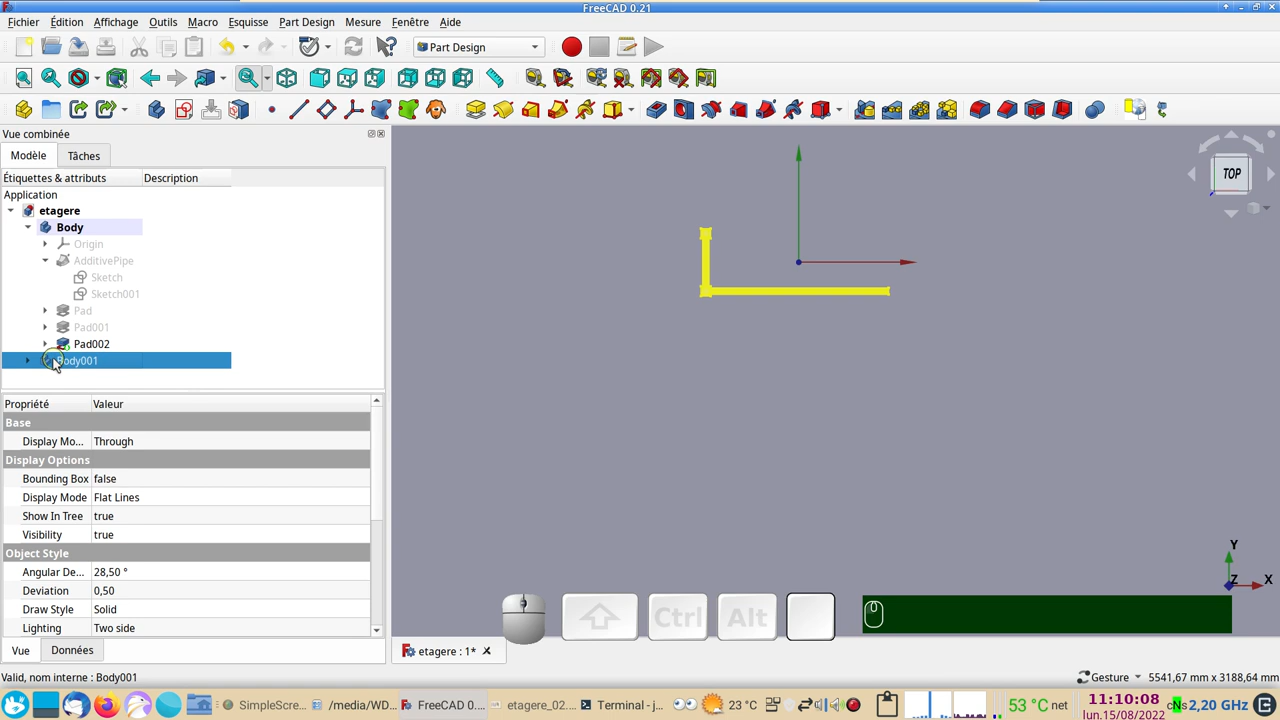 FreeCAD 0.21
Fichier Édition Affichage Outils Macro Esquisse Part Design Mesure Fenêtre Aide
Part Design
Vue combinée
Modèle Tâches
Étiquettes & attributs Description
Application
etagere
Body
Origin
AdditivePipe
Sketch
Sketch001
Pad
Pad001
Pad002
Body001
TOP
Propriété Valeur
Base
Display Mo... Through
Display Options
Bounding Box false
Display Mode Flat Lines
Show In Tree true
Visibility true
Object Style
Angular De... 28,50 °
Deviation 0,50
Draw Style Solid
Lighting Two side
Y
Z X
Ctrl Alt
Vue Données
etagere : 1*
Valid, nom interne : Body001
Gesture 5541,67 mm x 3188,64 mm
SimpleScre... /media/WD... FreeCAD 0.... etagere_02.... Terminal - j... 23 °C 53 °C net 11:10:08 lun.15/08/2022 2,20 GHz